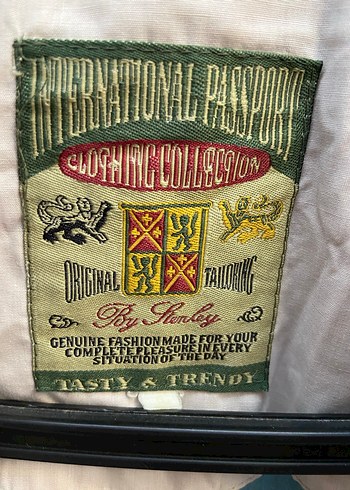 INTERNATIONAL PASSPORT
CLOTHING COLLECTION
ORIGINAL TAILORING
By Stenley
GENUINE FASHION MADE FOR YOUR
COMPLETE PLEASURE IN EVERY
SITUATION OF THE DAY
TASTY & TRENDY